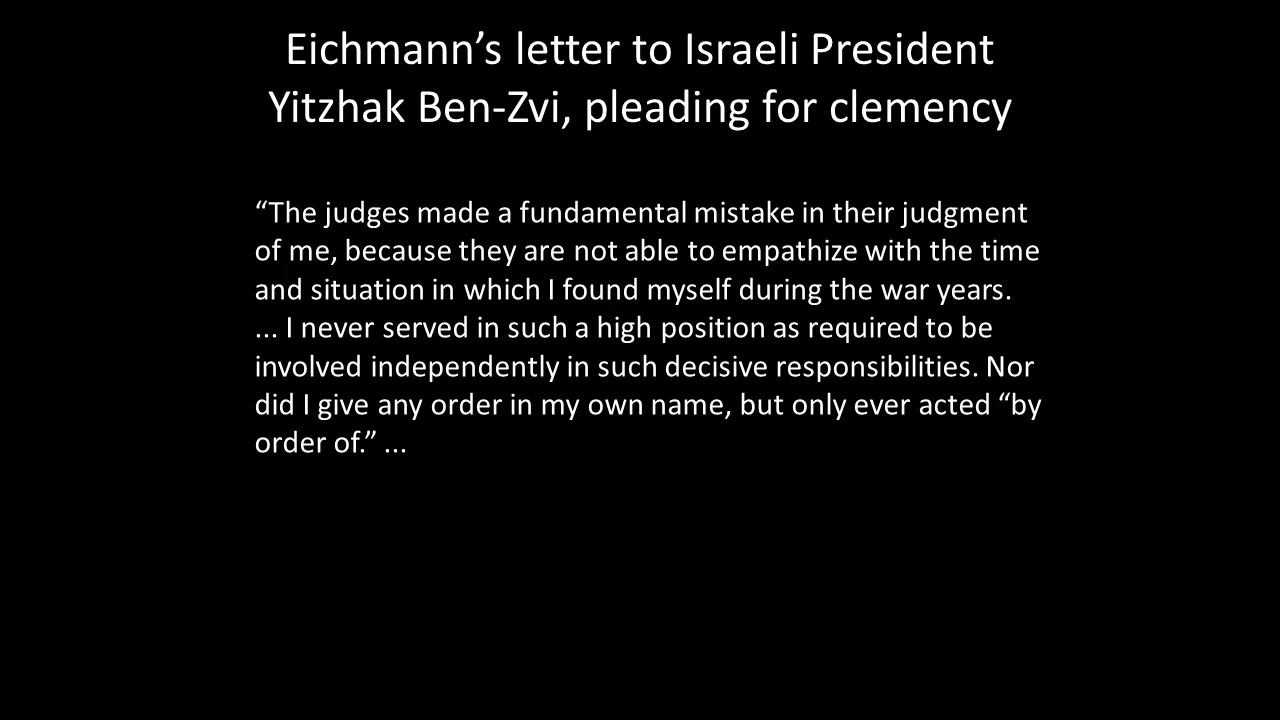 Eichmann’s letter to Israeli President
Yitzhak Ben-Zvi, pleading for clemency
“The judges made a fundamental mistake in their judgment
of me, because they are not able to empathize with the time
and situation in which I found myself during the war years.
... I never served in such a high position as required to be
involved independently in such decisive responsibilities. Nor
did I give any order in my own name, but only ever acted “by
order of.” ...